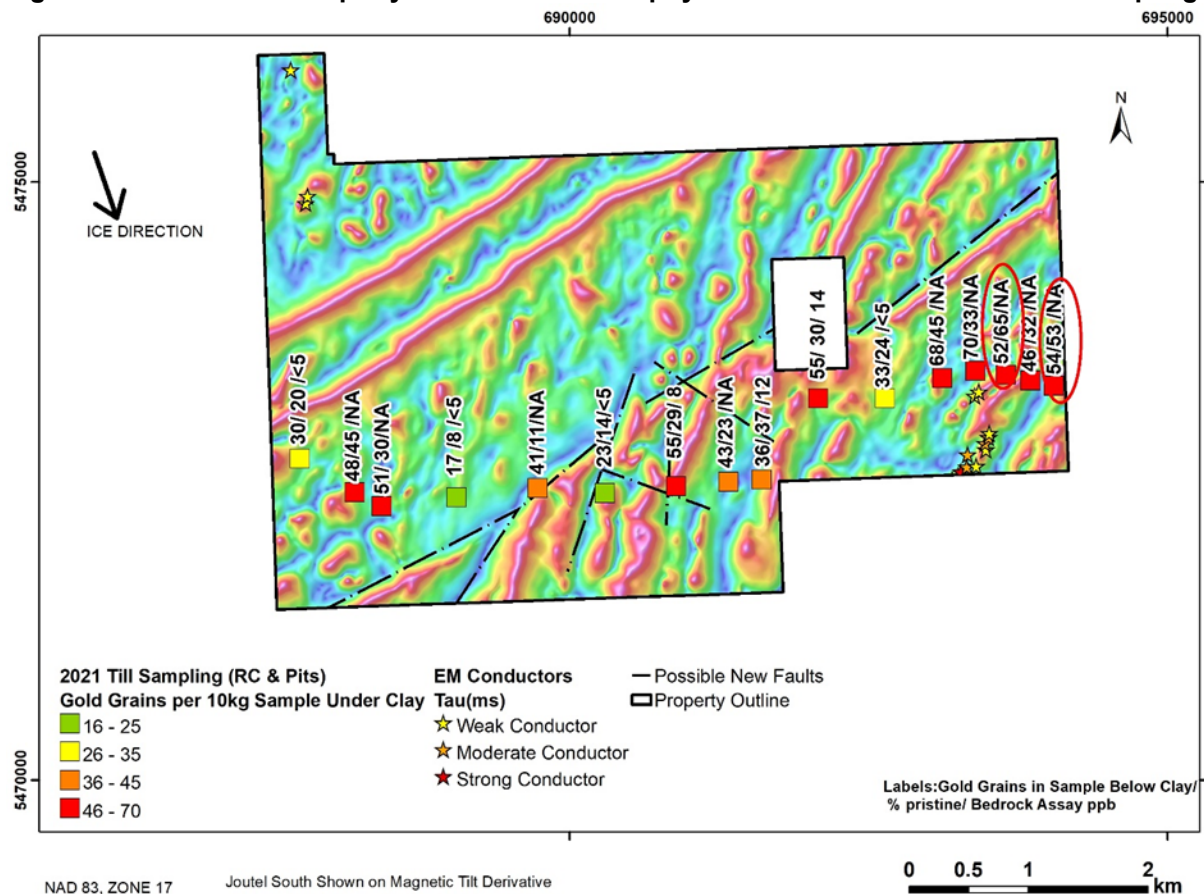 690000
695000
N
5475000
ICE DIRECTION
30/ 20 /<5
48/45 /NA
51/ 30/NA
17 /8 /<5
41/11/NA
23/14/<5
55/29/ 8
43/23 /NA
36/37 /12
55/ 30/ 14
33/24 /<5
68/45 /NA
70/33/NA
52/65/NA
46/32 /NA
54/53 /NA
2021 Till Sampling (RC & Pits)
Gold Grains per 10kg Sample Under Clay
16 - 25
26 - 35
36 - 45
46 - 70
EM Conductors
Tau(ms)
Weak Conductor
Moderate Conductor
Strong Conductor
Possible New Faults
Property Outline
5470000
Labels:Gold Grains in Sample Below Clay/
% pristine/ Bedrock Assay ppb
NAD 83, ZONE 17
Joutel South Shown on Magnetic Tilt Derivative
0 0.5 1 2
km